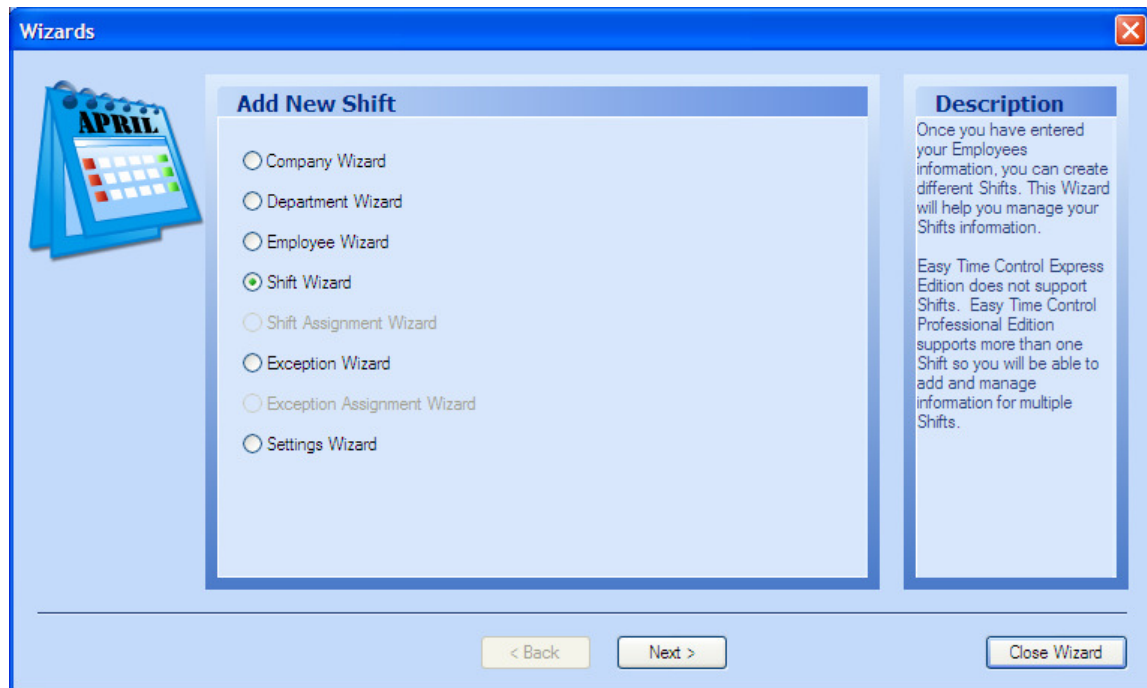 Wizards
APRIL
Add New Shift
Company Wizard
Department Wizard
Employee Wizard
Shift Wizard
Shift Assignment Wizard
Exception Wizard
Exception Assignment Wizard
Settings Wizard
Description
Once you have entered
your Employees
information, you can create
different Shifts. This Wizard
will help you manage your
Shifts information.
Easy Time Control Express
Edition does not support
Shifts. Easy Time Control
Professional Edition
supports more than one
Shift so you will be able to
add and manage
information for multiple
Shifts.
< Back
Next >
Close Wizard